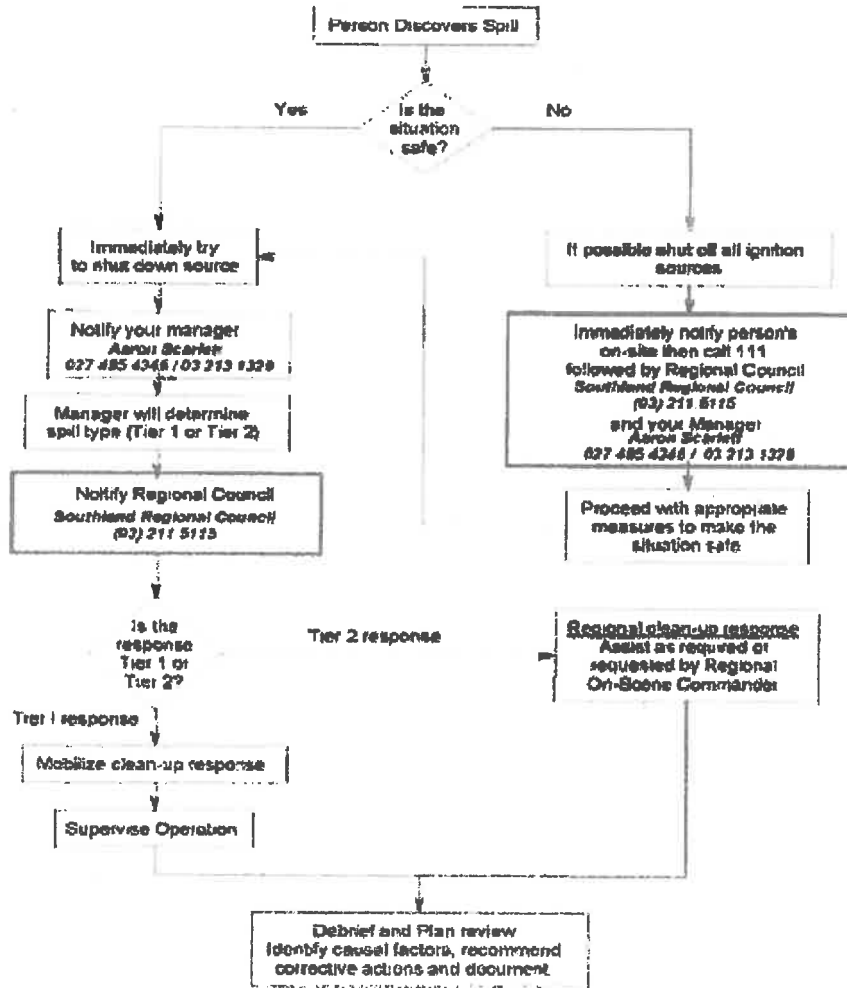 Person Discovers Spill
Is the
situation
safe?
Yes
No
Immediately try
to shut down source
Notify your manager
Aaron Scarlett
027 485 4346 / 03 213 1329
Manager will determine
spill type (Tier 1 or Tier 2)
Notify Regional Council
Southland Regional Council
(03) 211 5115
Is the
response
Tier 1 or
Tier 2?
Tier 2 response
Tier I response
Mobilize clean-up response
Supervise Operation
If possible shut off all ignition
sources
Immediately notify person's
on-site then call 111
followed by Regional Council
Southland Regional Council
(03) 211 5115
and your Manager
Aaron Scarlett
027 485 4346 / 03 213 1329
Proceed with appropriate
measures to make the
situation safe
Regional clean-up response
Assist as required or
requested by Regional
On-Scene Commander
Debrief and Plan review
Identify causal factors, recommend
corrective actions and document